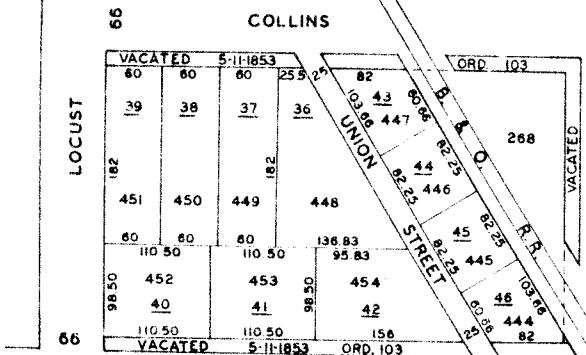 66
COLLINS
VACATED 5-11-1853
ORD. 103
60 60 60 25.5 25 82
39 38 37 36 43
103.66 447 60.66
B. & O. R.R.
LOCUST
UNION STREET
268
VACATED
182 182
44
446
82.25 82.25
451 450 449 448
45
445
82.25 82.25
60 60 60 136.83
110.50 110.50 95.83
98.50 452 453 98.50 454
40 41 42
46
444
60.66 103.66
110.50 110.50 156 25 82
66
VACATED 5-11-1853 ORD. 103